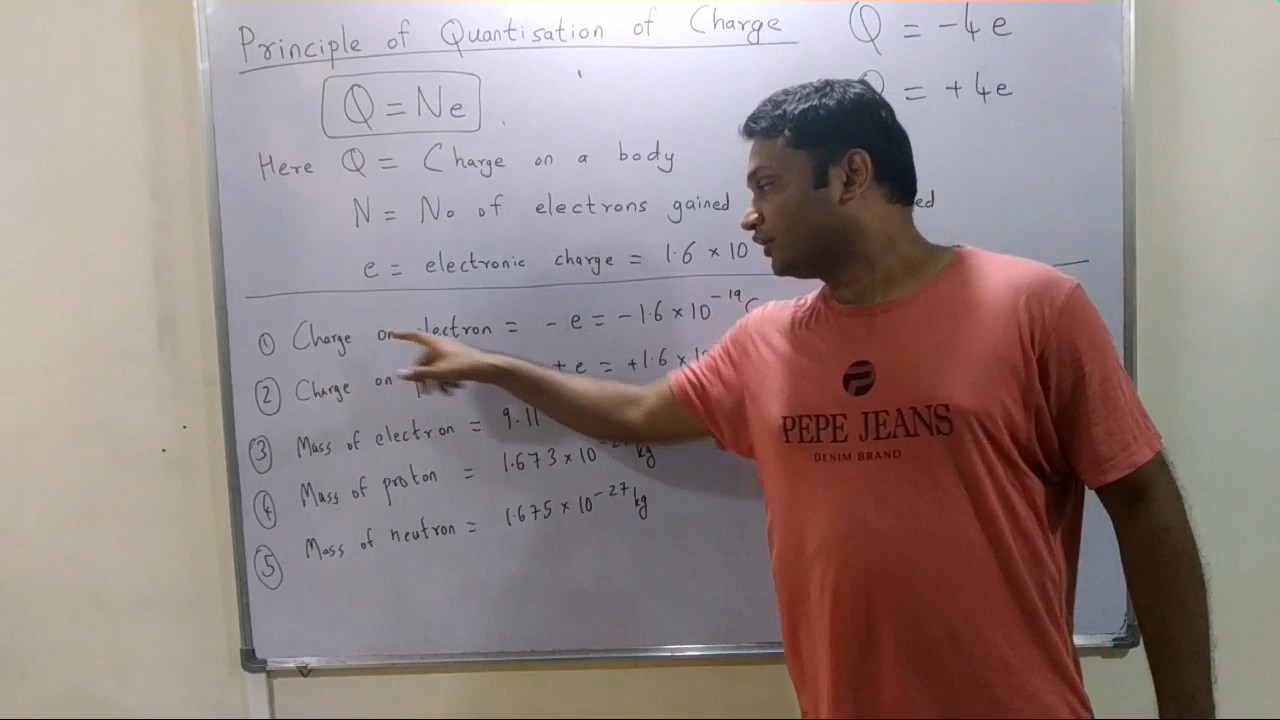 Principle of Quantisation of Charge
Q = -4e
Q = Ne
Q = +4e
Here Q = Charge on a body
N = No of electrons gained
e = electronic charge = 1.6 × 10
① Charge on electron = - e = -1.6 × 10⁻¹⁹C
② Charge on + e = +1.6 ×
③ Mass of electron = 9.11
④ Mass of proton = 1.673 × 10 kg
⑤ Mass of neutron = 1.675 × 10⁻²⁷ kg
PEPE JEANS
DENIM BRAND